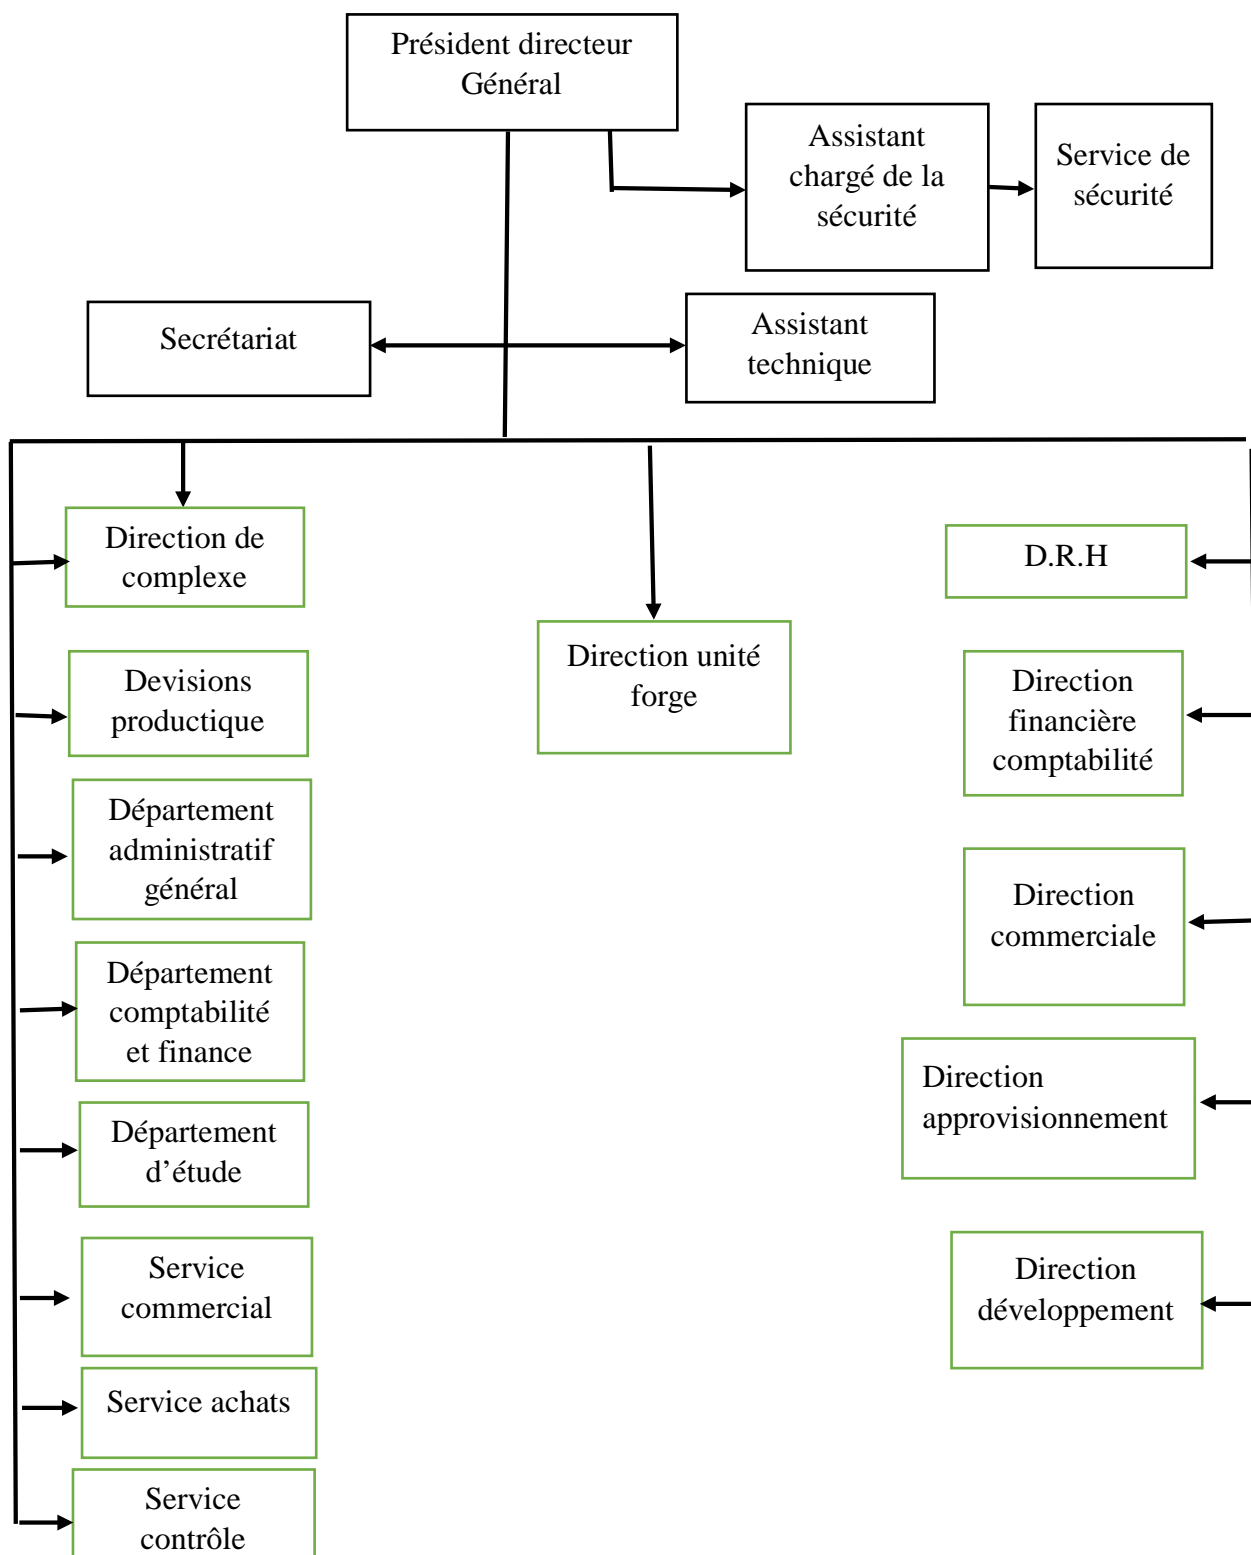 Président directeur
Général
Assistant
chargé de la
sécurité
Service de
sécurité
Secrétariat
Assistant
technique
Direction de
complexe
D.R.H
Direction unité
forge
Devisions
productique
Direction
financière
comptabilité
Département
administratif
général
Direction
commerciale
Département
comptabilité
et finance
Direction
approvisionnement
Département
d’étude
Service
commercial
Direction
développement
Service achats
Service
contrôle